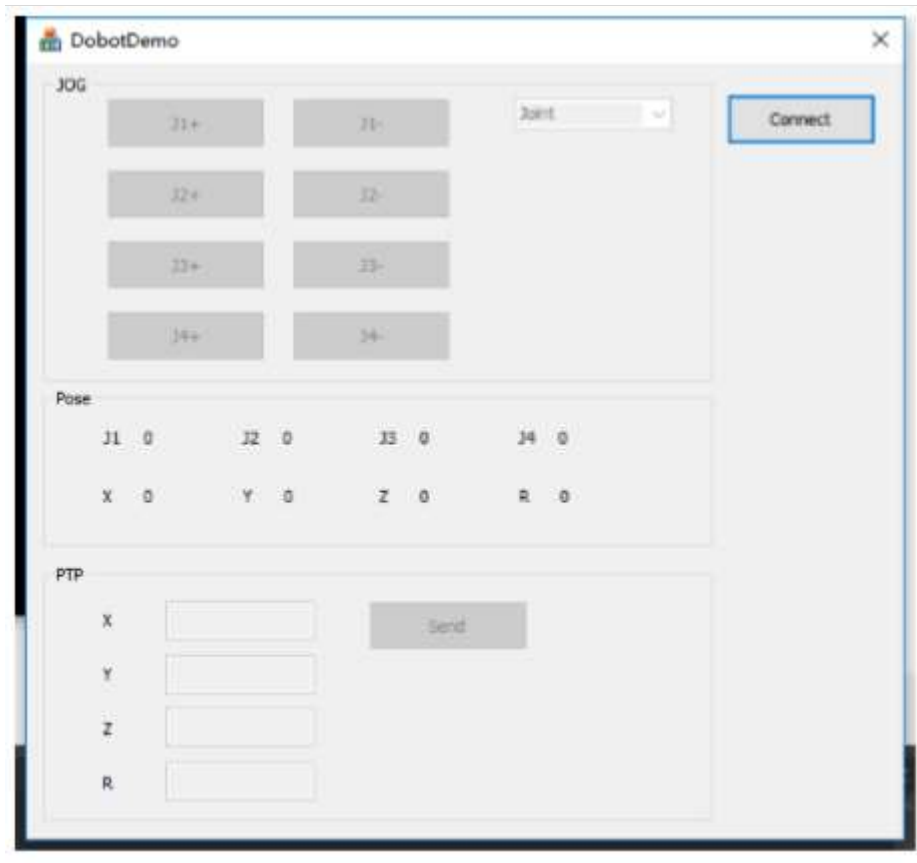 DobotDemo
JOG
J1+ J1- Joint Connect
J2+ J2-
J3+ J3-
J4+ J4-
Pose
J1 0 J2 0 J3 0 J4 0
X 0 Y 0 Z 0 R 0
PTP
X Send
Y
Z
R